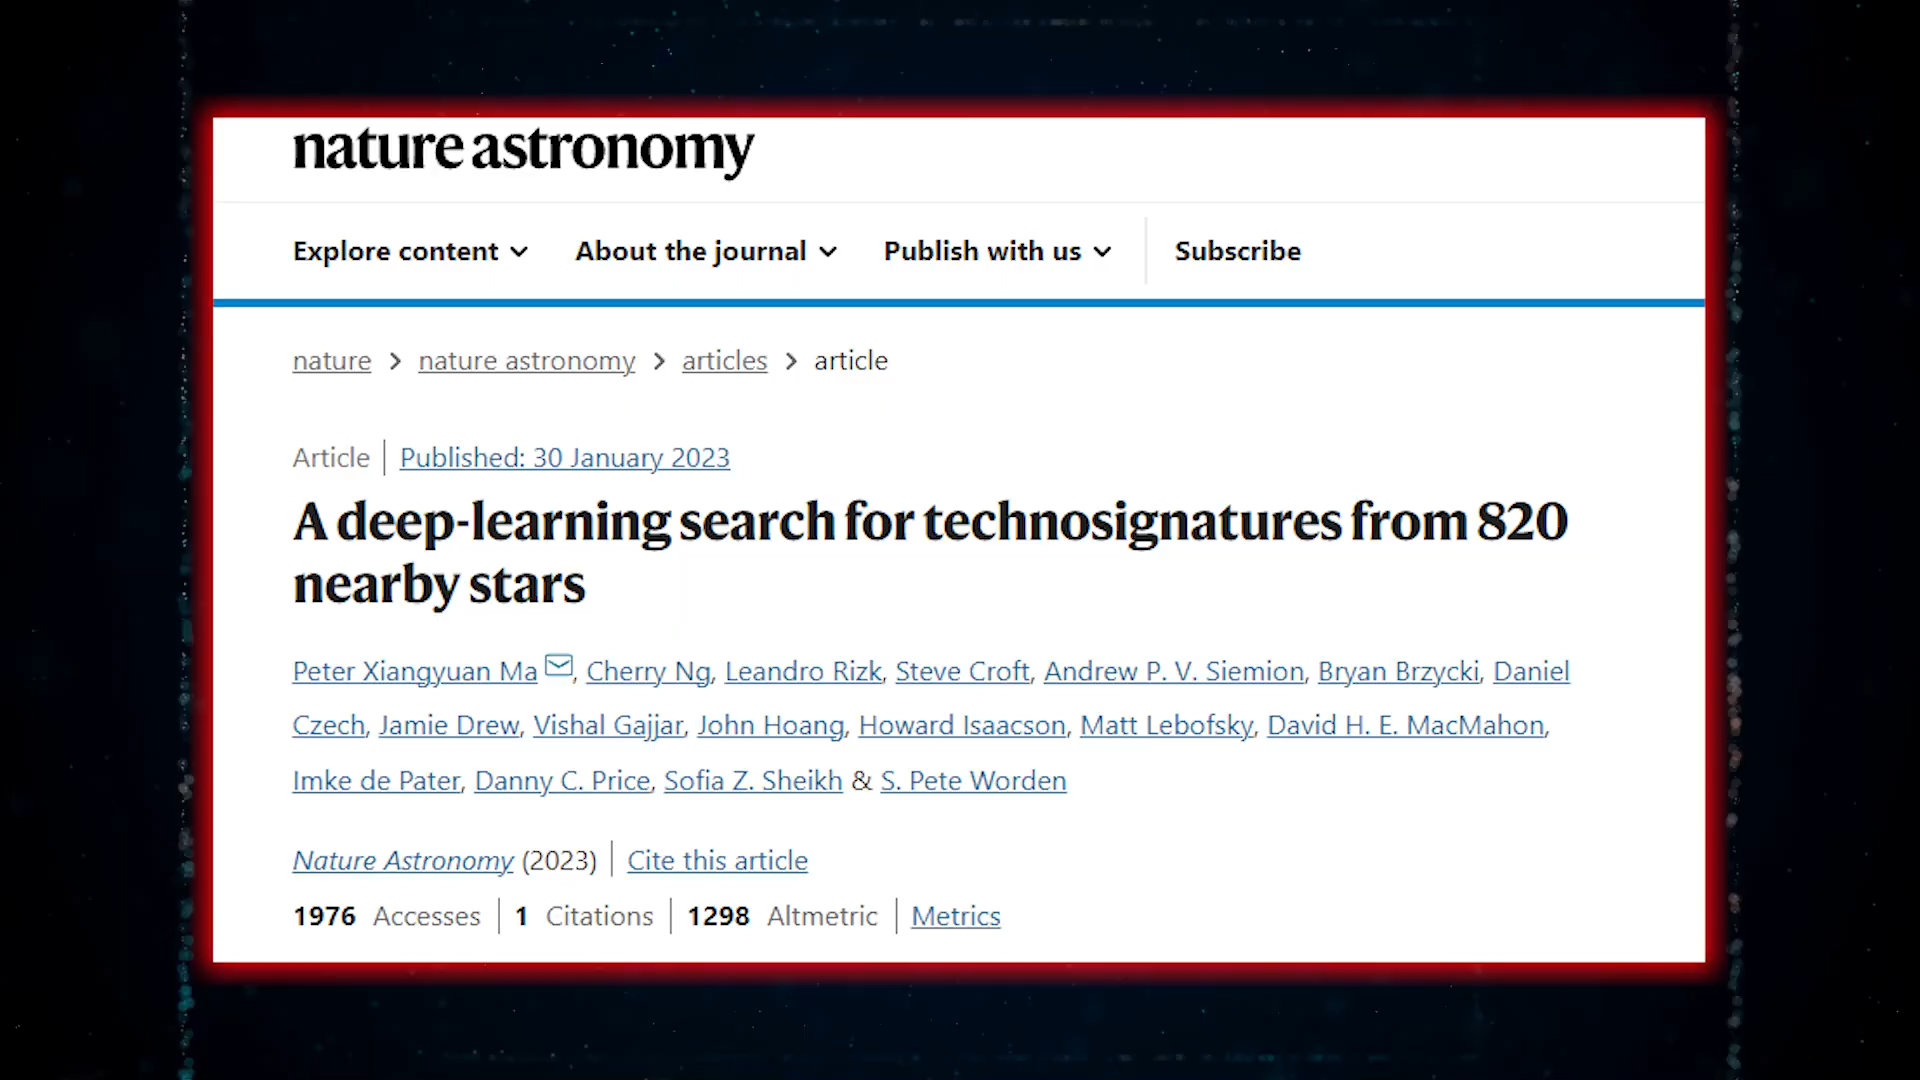 nature astronomy
Explore content About the journal Publish with us Subscribe
nature > nature astronomy > articles > article
Article | Published: 30 January 2023
A deep-learning search for technosignatures from 820
nearby stars
Peter Xiangyuan Ma, Cherry Ng, Leandro Rizk, Steve Croft, Andrew P. V. Siemion, Bryan Brzycki, Daniel
Czech, Jamie Drew, Vishal Gajjar, John Hoang, Howard Isaacson, Matt Lebofsky, David H. E. MacMahon,
Imke de Pater, Danny C. Price, Sofia Z. Sheikh & S. Pete Worden
Nature Astronomy (2023) | Cite this article
1976 Accesses | 1 Citations | 1298 Altmetric | Metrics